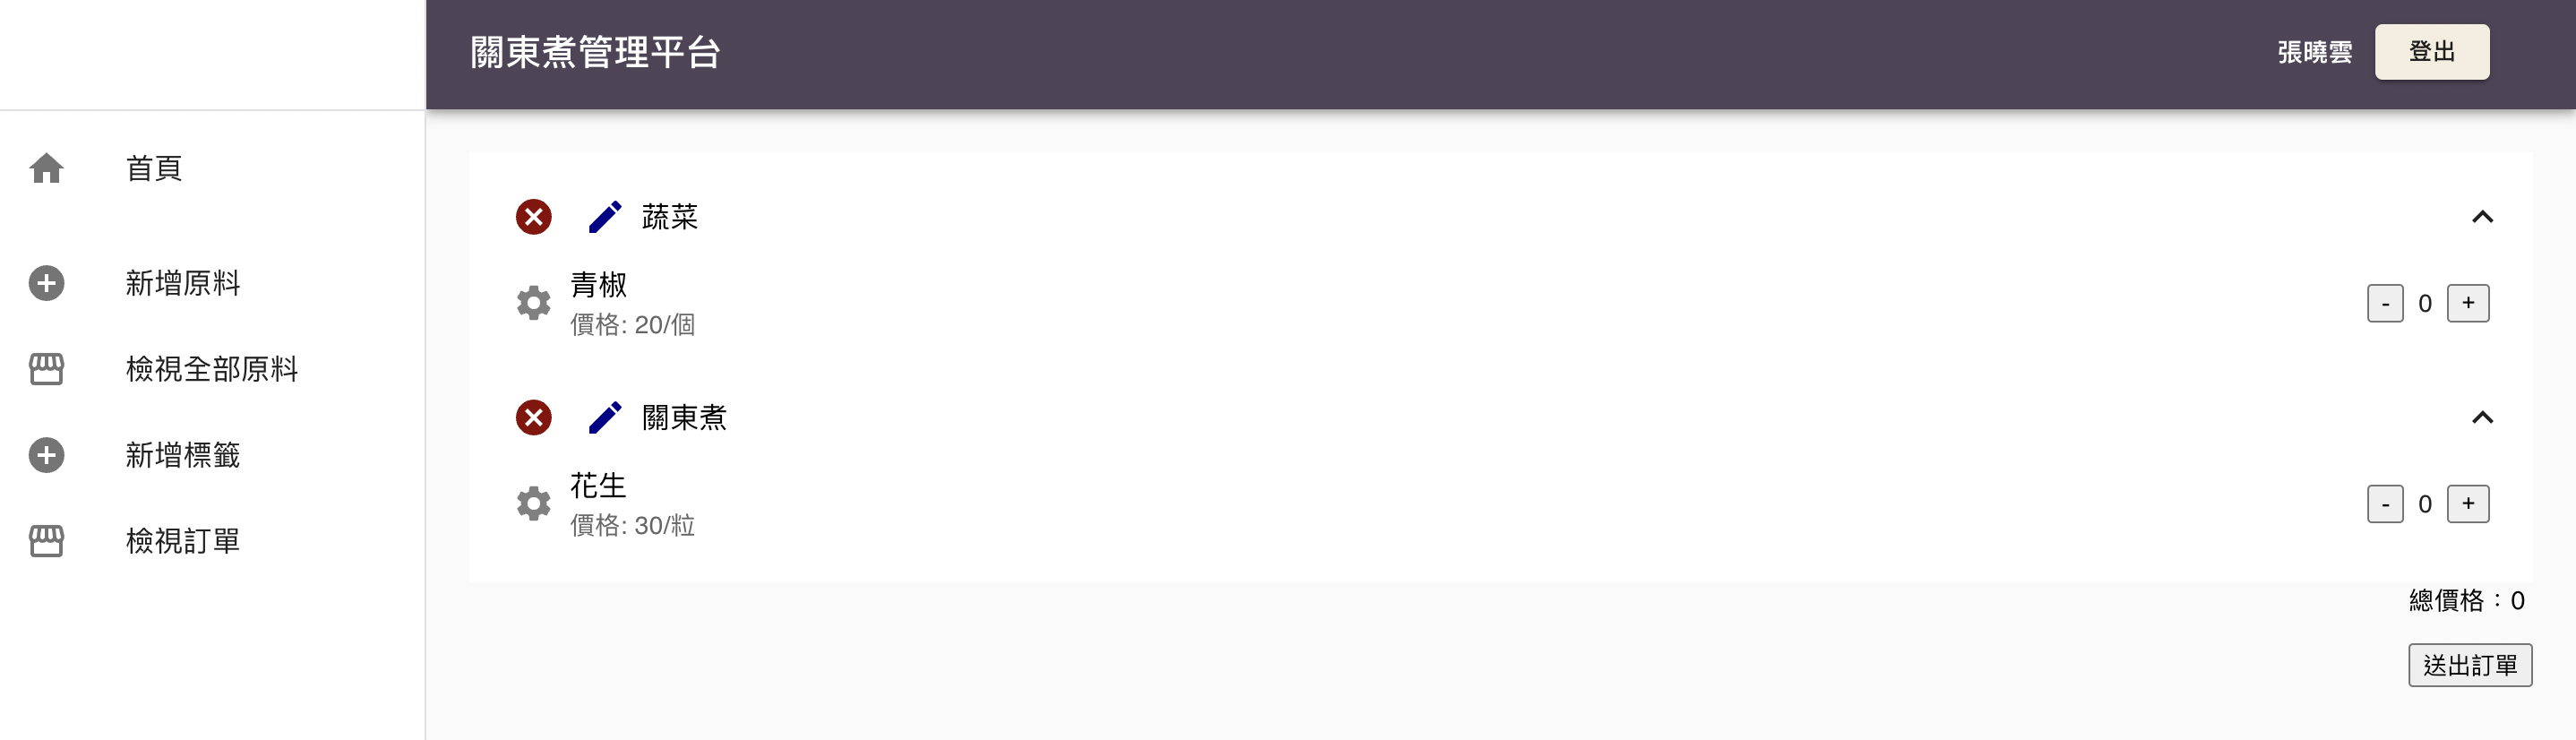 關東煮管理平台
張曉雲
登出
首頁
新增原料
檢視全部原料
新增標籤
檢視訂單
蔬菜
青椒
價格: 20/個
- 0 +
關東煮
花生
價格: 30/粒
- 0 +
總價格：0
送出訂單